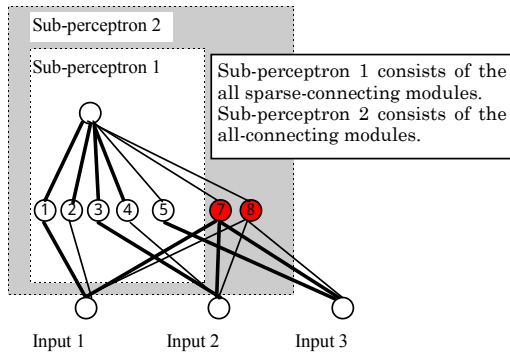 Sub-perceptron 2
Sub-perceptron 1
Sub-perceptron 1 consists of the
all sparse-connecting modules.
Sub-perceptron 2 consists of the
all-connecting modules.
1 2 3 4 5 7 8
Input 1 Input 2 Input 3